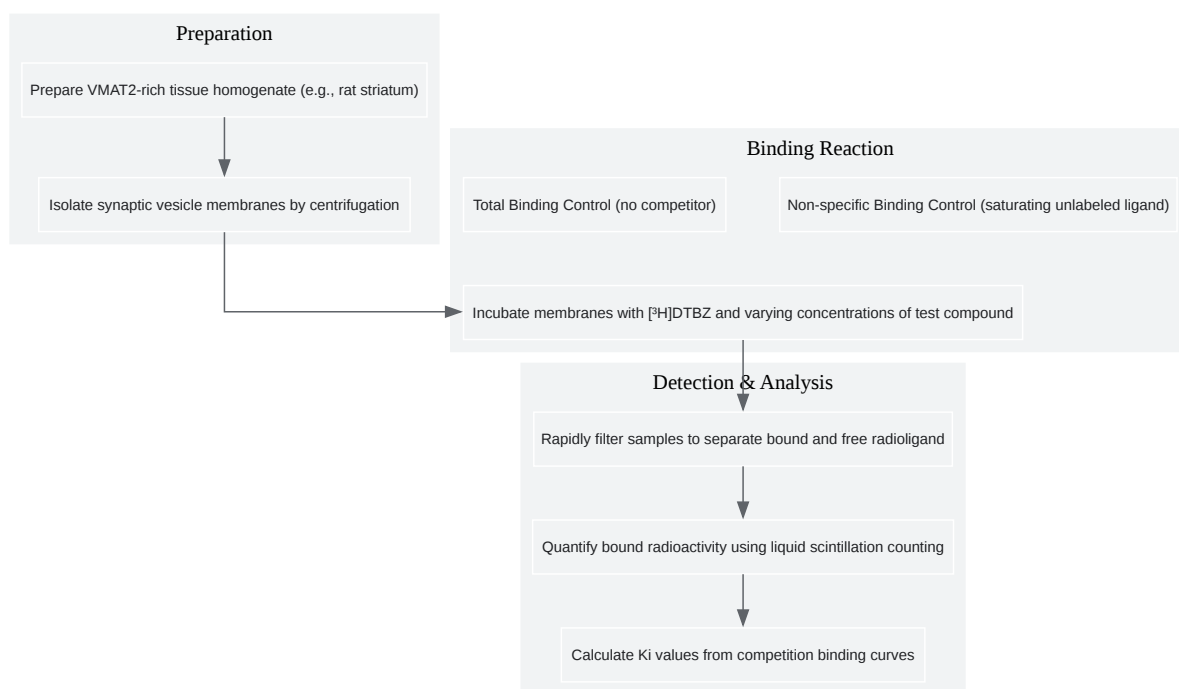 Preparation
Prepare VMAT2-rich tissue homogenate (e.g., rat striatum)
Isolate synaptic vesicle membranes by centrifugation
Binding Reaction
Total Binding Control (no competitor)
Non-specific Binding Control (saturating unlabeled ligand)
Incubate membranes with [³H]DTBZ and varying concentrations of test compound
Detection & Analysis
Rapidly filter samples to separate bound and free radioligand
Quantify bound radioactivity using liquid scintillation counting
Calculate Ki values from competition binding curves